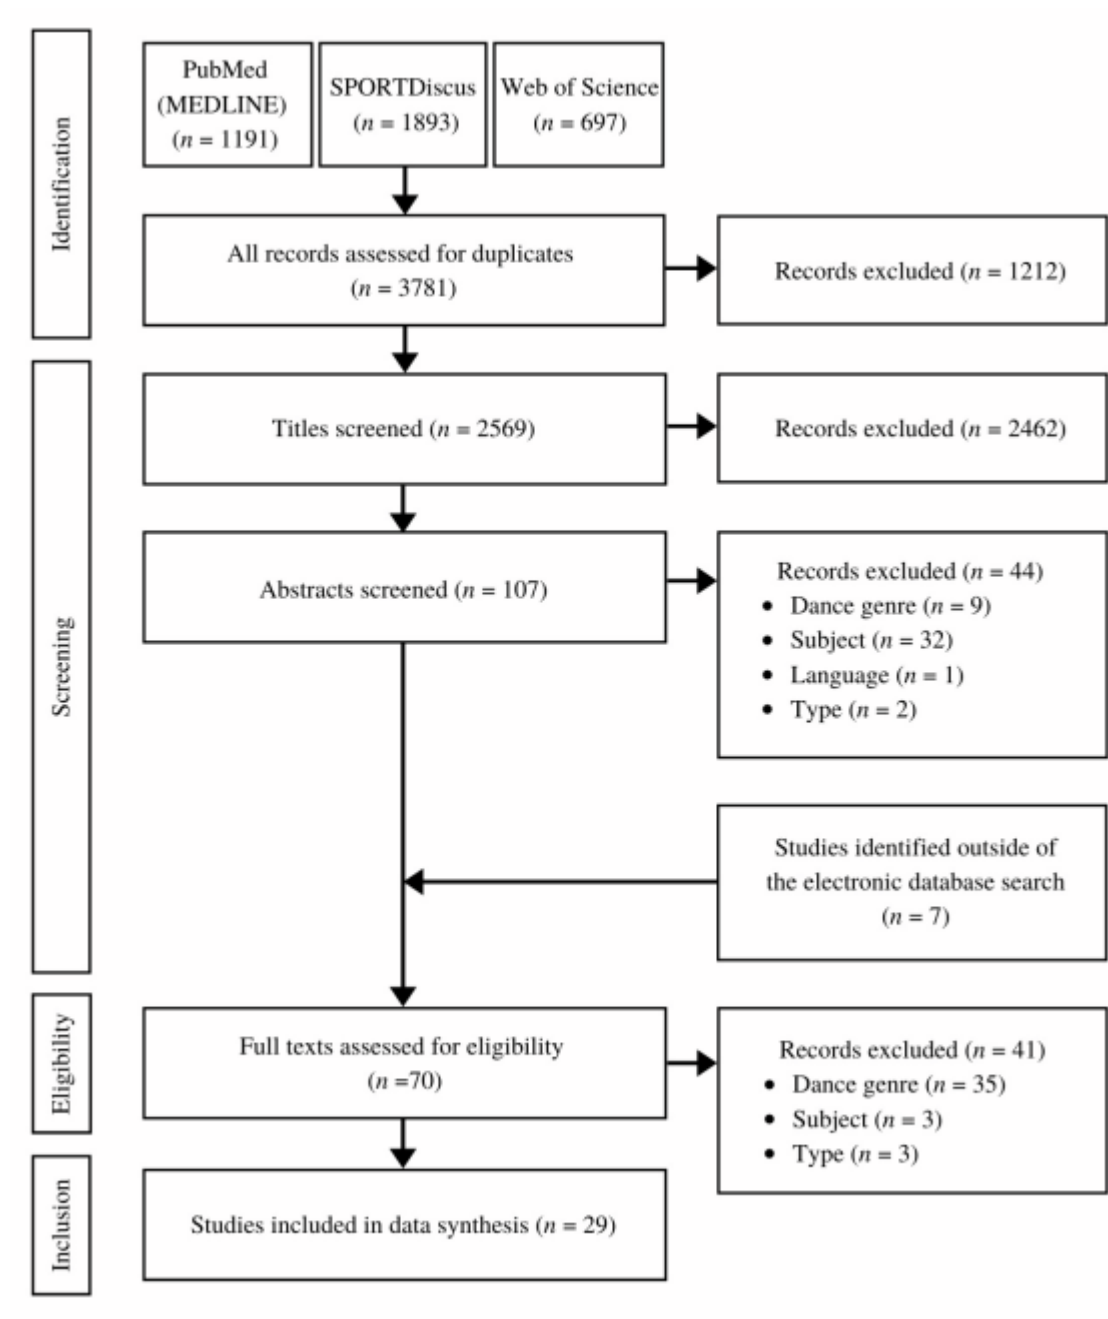 Identification
PubMed
(MEDLINE)
(n = 1191)
SPORTDiscus
(n = 1893)
Web of Science
(n = 697)
All records assessed for duplicates
(n = 3781)
Records excluded (n = 1212)
Screening
Titles screened (n = 2569)
Records excluded (n = 2462)
Abstracts screened (n = 107)
Records excluded (n = 44)
• Dance genre (n = 9)
• Subject (n = 32)
• Language (n = 1)
• Type (n = 2)
Studies identified outside of
the electronic database search
(n = 7)
Eligibility
Full texts assessed for eligibility
(n =70)
Records excluded (n = 41)
• Dance genre (n = 35)
• Subject (n = 3)
• Type (n = 3)
Inclusion
Studies included in data synthesis (n = 29)